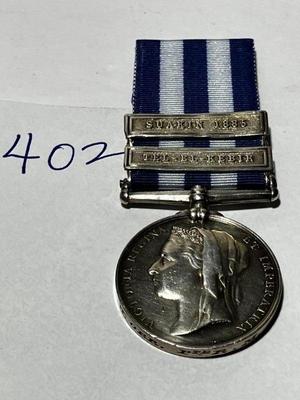 402
SUAKIN 1885
TEL-EL-KEBIR
VICTORIA REGINA ET IMPERATRIX